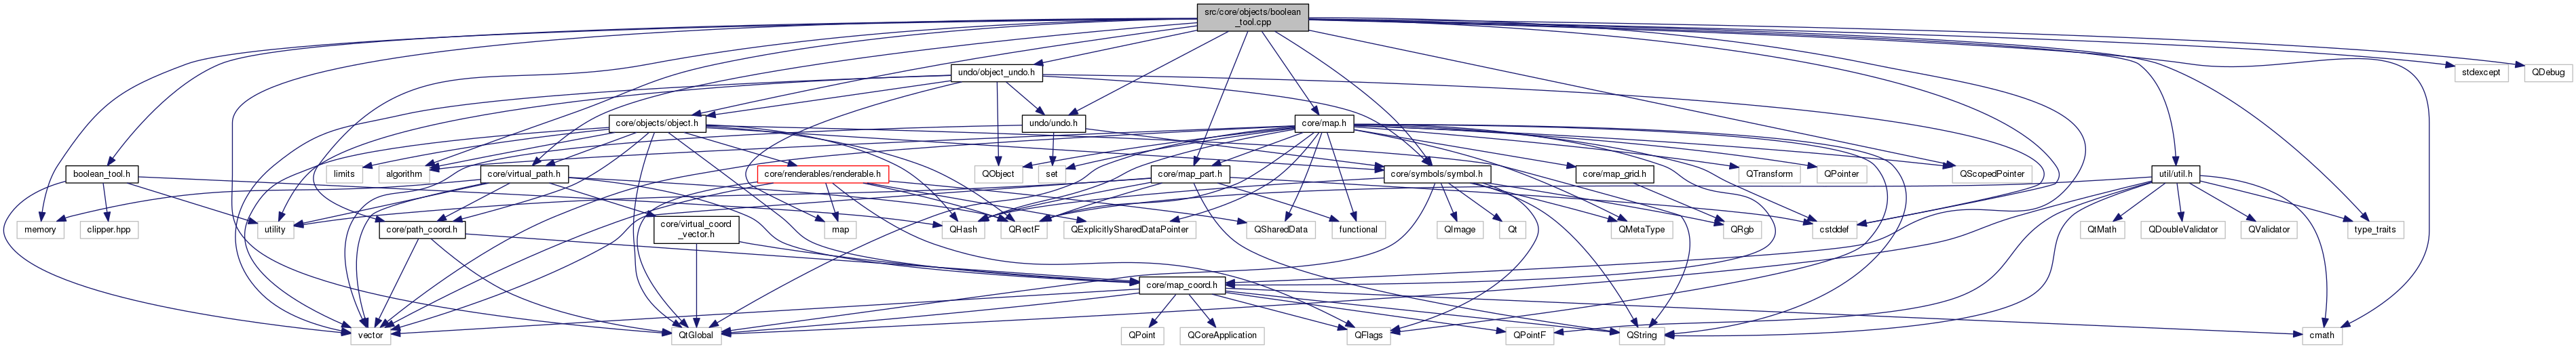 src/core/objects/boolean
_tool.cpp
undo/object_undo.h
stdexcept
QDebug
core/objects/object.h
undo/undo.h
core/map.h
boolean_tool.h
limits
algorithm
core/virtual_path.h
core/renderables/renderable.h
QObject
set
core/map_part.h
core/symbols/symbol.h
core/map_grid.h
QTransform
QPointer
QScopedPointer
util/util.h
memory
clipper.hpp
utility
core/path_coord.h
core/virtual_coord
_vector.h
map
QHash
QRectF
QExplicitlySharedDataPointer
QSharedData
functional
QImage
Qt
QMetaType
QRgb
cstddef
QtMath
QDoubleValidator
QValidator
type_traits
core/map_coord.h
vector
QtGlobal
QPoint
QCoreApplication
QFlags
QPointF
QString
cmath